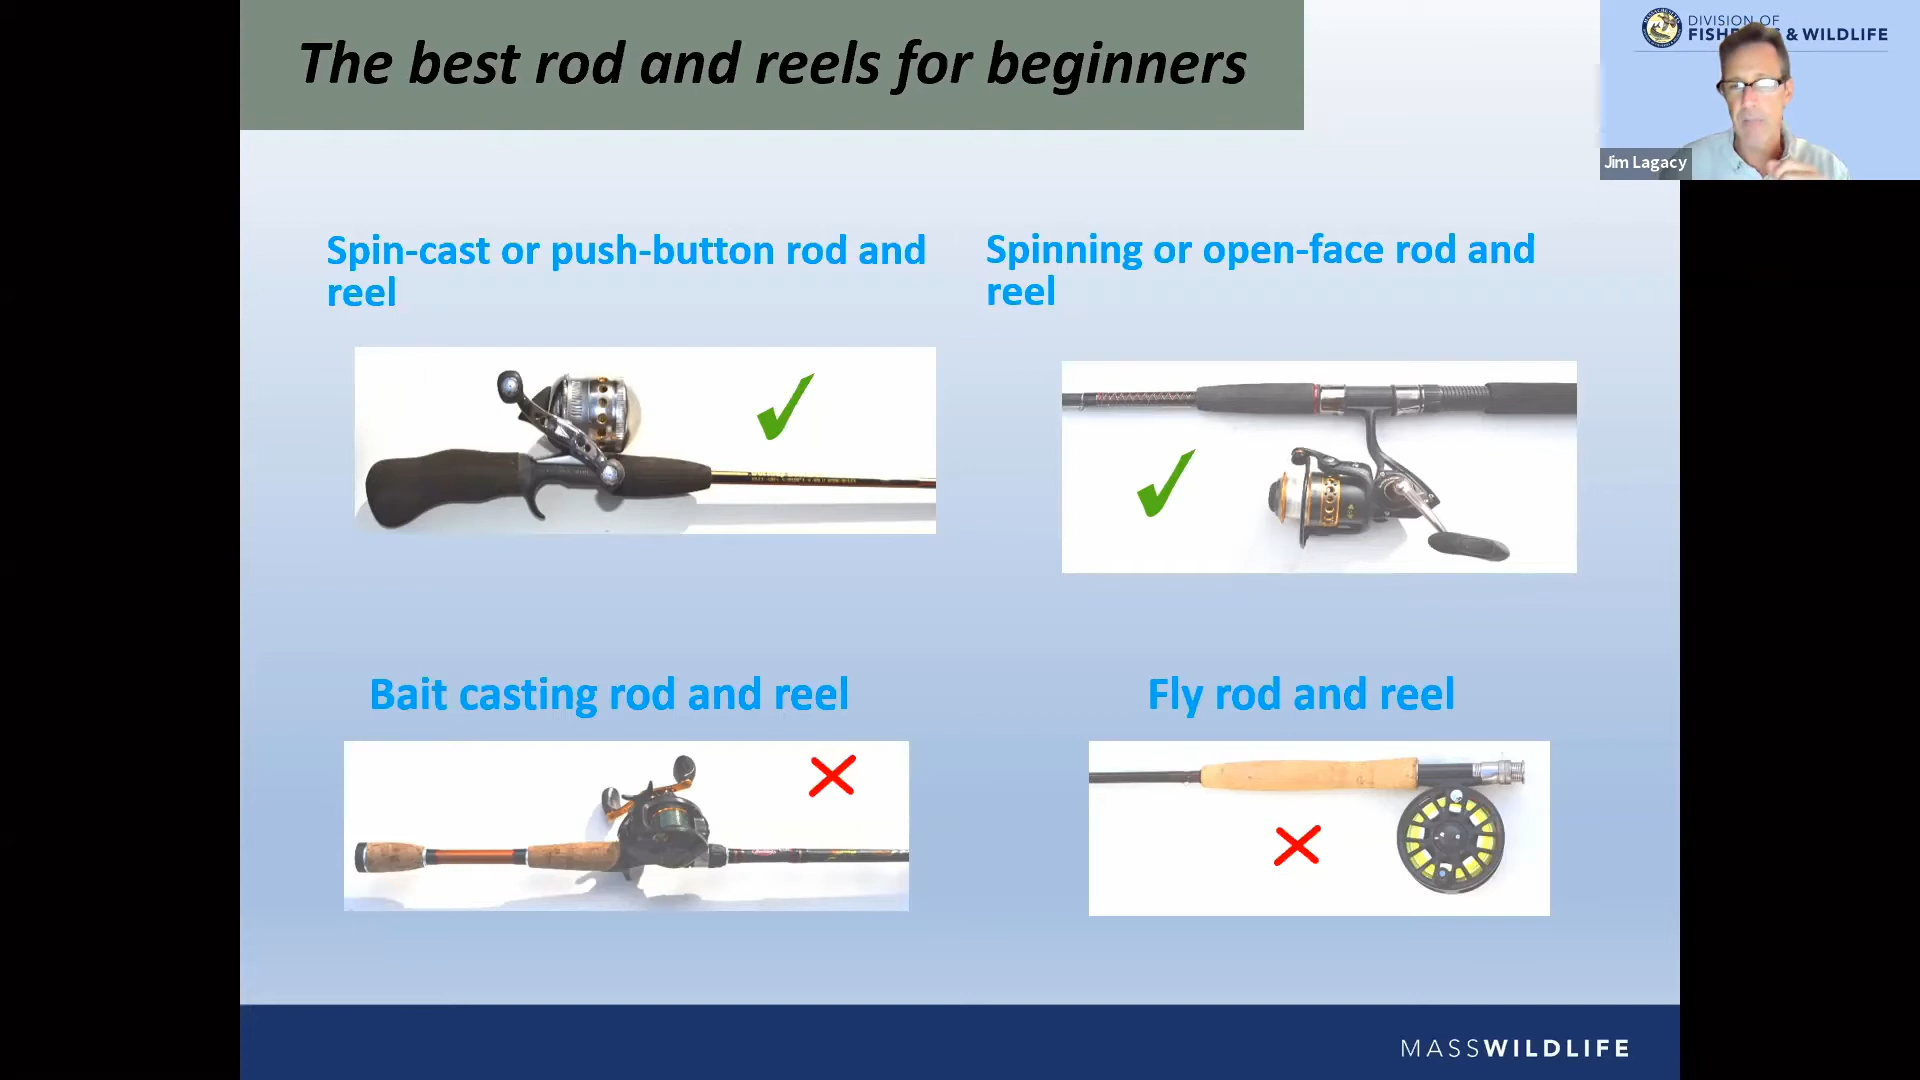 The best rod and reels for beginners
DIVISION OF
& WILDLIFE
Jim Lagacy
Spin-cast or push-button rod and
reel
Spinning or open-face rod and
reel
Bait casting rod and reel
Fly rod and reel
MASSWILDLIFE